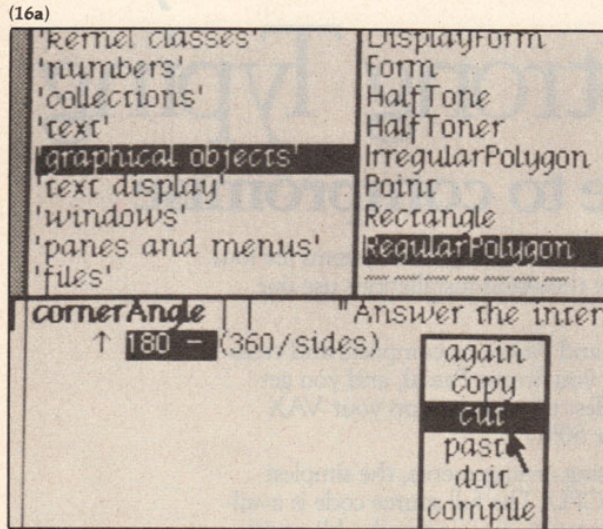 (16a)
'kernel classes'
'numbers'
'collections'
'text'
'graphical objects'
'text display'
'windows'
'panes and menus'
'files'
DisplayForm
Form
HalfTone
HalfToner
IrregularPolygon
Point
Rectangle
RegularPolygon
cornerAngle | | "Answer the inter
↑ 180 – (360/sides)
again
copy
cut
paste
doit
compile